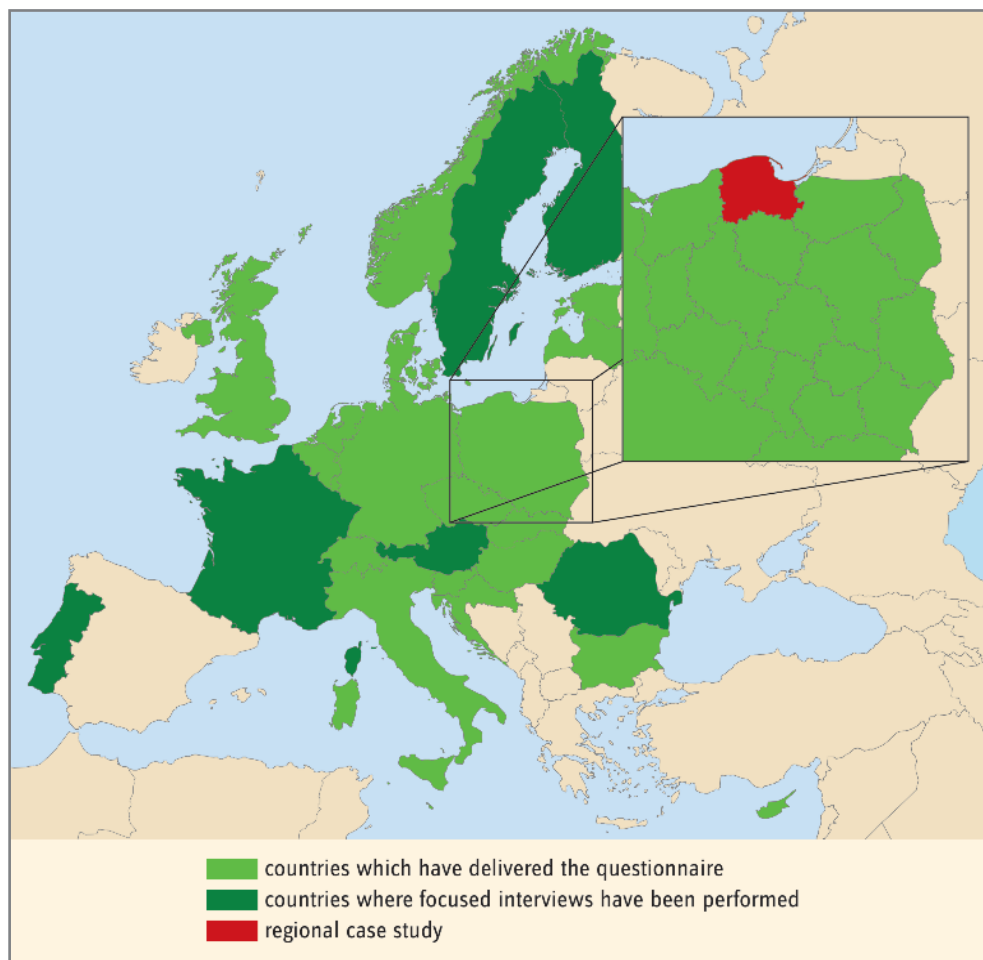 countries which have delivered the questionnaire
countries where focused interviews have been performed
regional case study